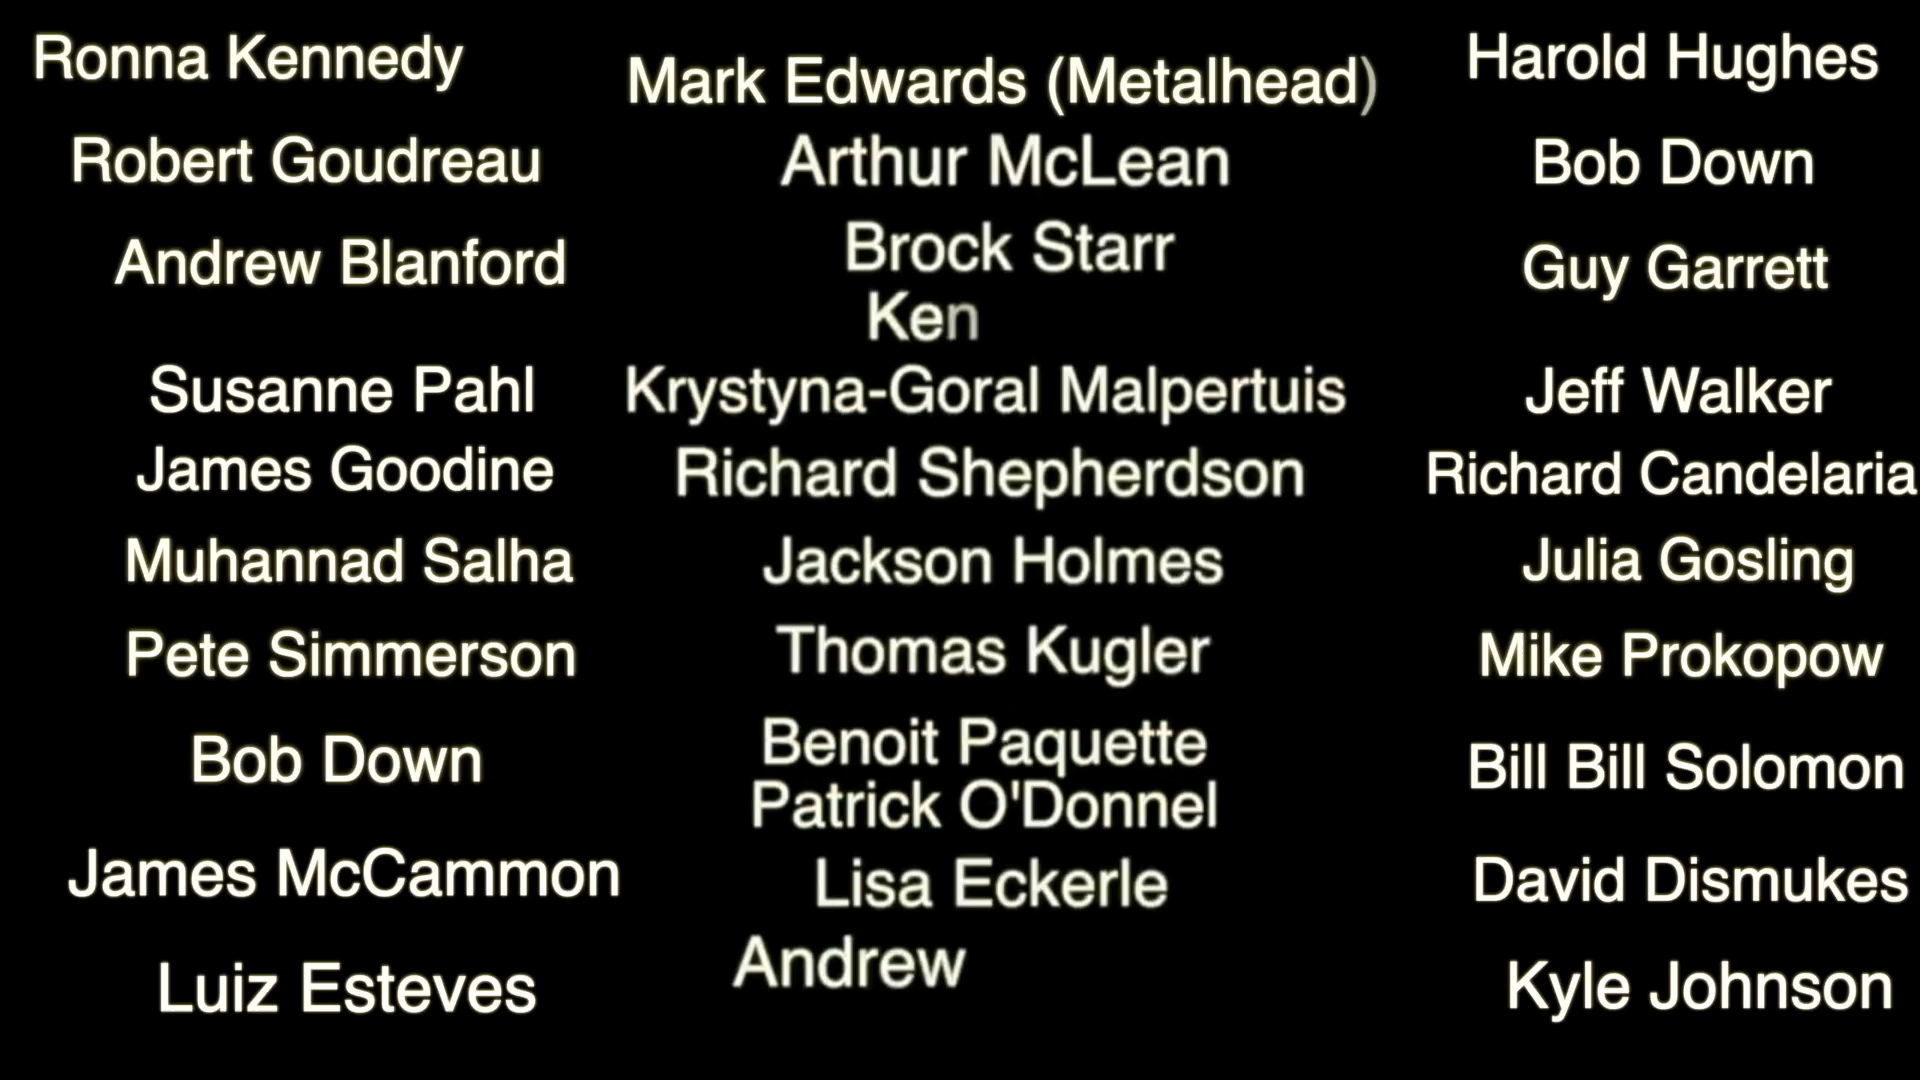 Ronna Kennedy
Robert Goudreau
Andrew Blanford
Susanne Pahl
James Goodine
Muhannad Salha
Pete Simmerson
Bob Down
James McCammon
Luiz Esteves
Mark Edwards (Metalhead)
Arthur McLean
Brock Starr
Ken
Krystyna-Goral Malpertuis
Richard Shepherdson
Jackson Holmes
Thomas Kugler
Benoit Paquette
Patrick O'Donnel
Lisa Eckerle
Andrew
Harold Hughes
Bob Down
Guy Garrett
Jeff Walker
Richard Candelaria
Julia Gosling
Mike Prokopow
Bill Bill Solomon
David Dismukes
Kyle Johnson